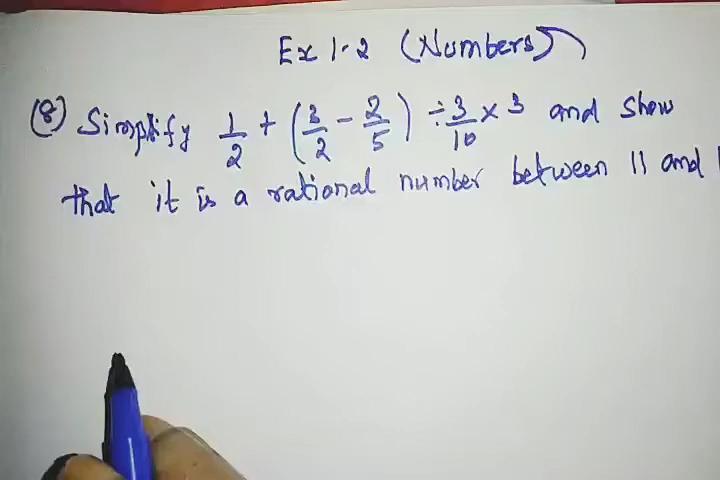 Ex 1.2 (Numbers)
(8) Simplify 1/2 + (3/2 - 2/5) ÷ 3/10 × 3 and show
that it is a rational number between 11 and